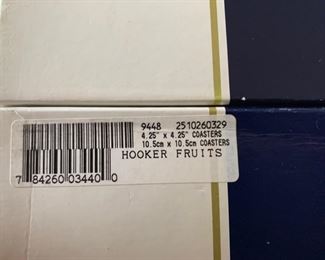 9448 2510260329
4.25" x 4.25" COASTERS
10.5cm x 10.5cm COASTERS
HOOKER FRUITS
7 84260 03440 0